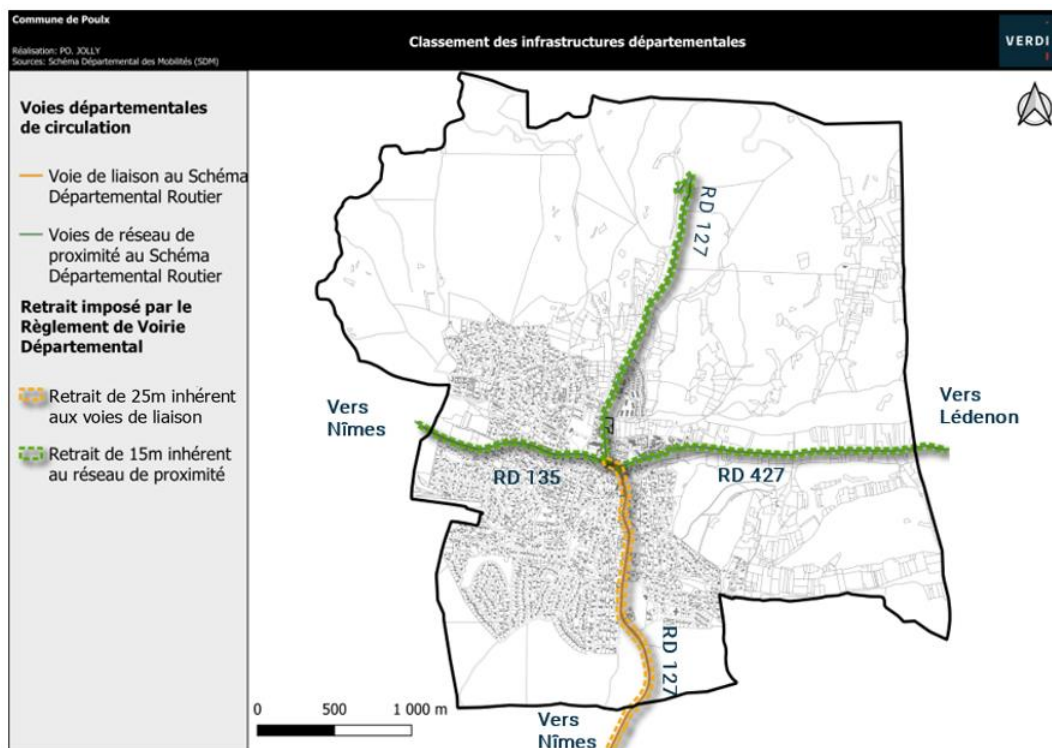 Commune de Poulx
Réalisation: PO. JOLLY
Sources: Schéma Départemental des Mobilités (SDM)
Classement des infrastructures départementales
VERDI
Voies départementales
de circulation
Voie de liaison au Schéma
Départemental Routier
Voies de réseau de
proximité au Schéma
Départemental Routier
Retrait imposé par le
Règlement de Voirie
Départemental
Retrait de 25m inhérent
aux voies de liaison
Retrait de 15m inhérent
au réseau de proximité
RD 127
Vers
Nîmes
Vers
Lédenon
RD 135
RD 427
RD 127
Vers
Nîmes
0 500 1 000 m